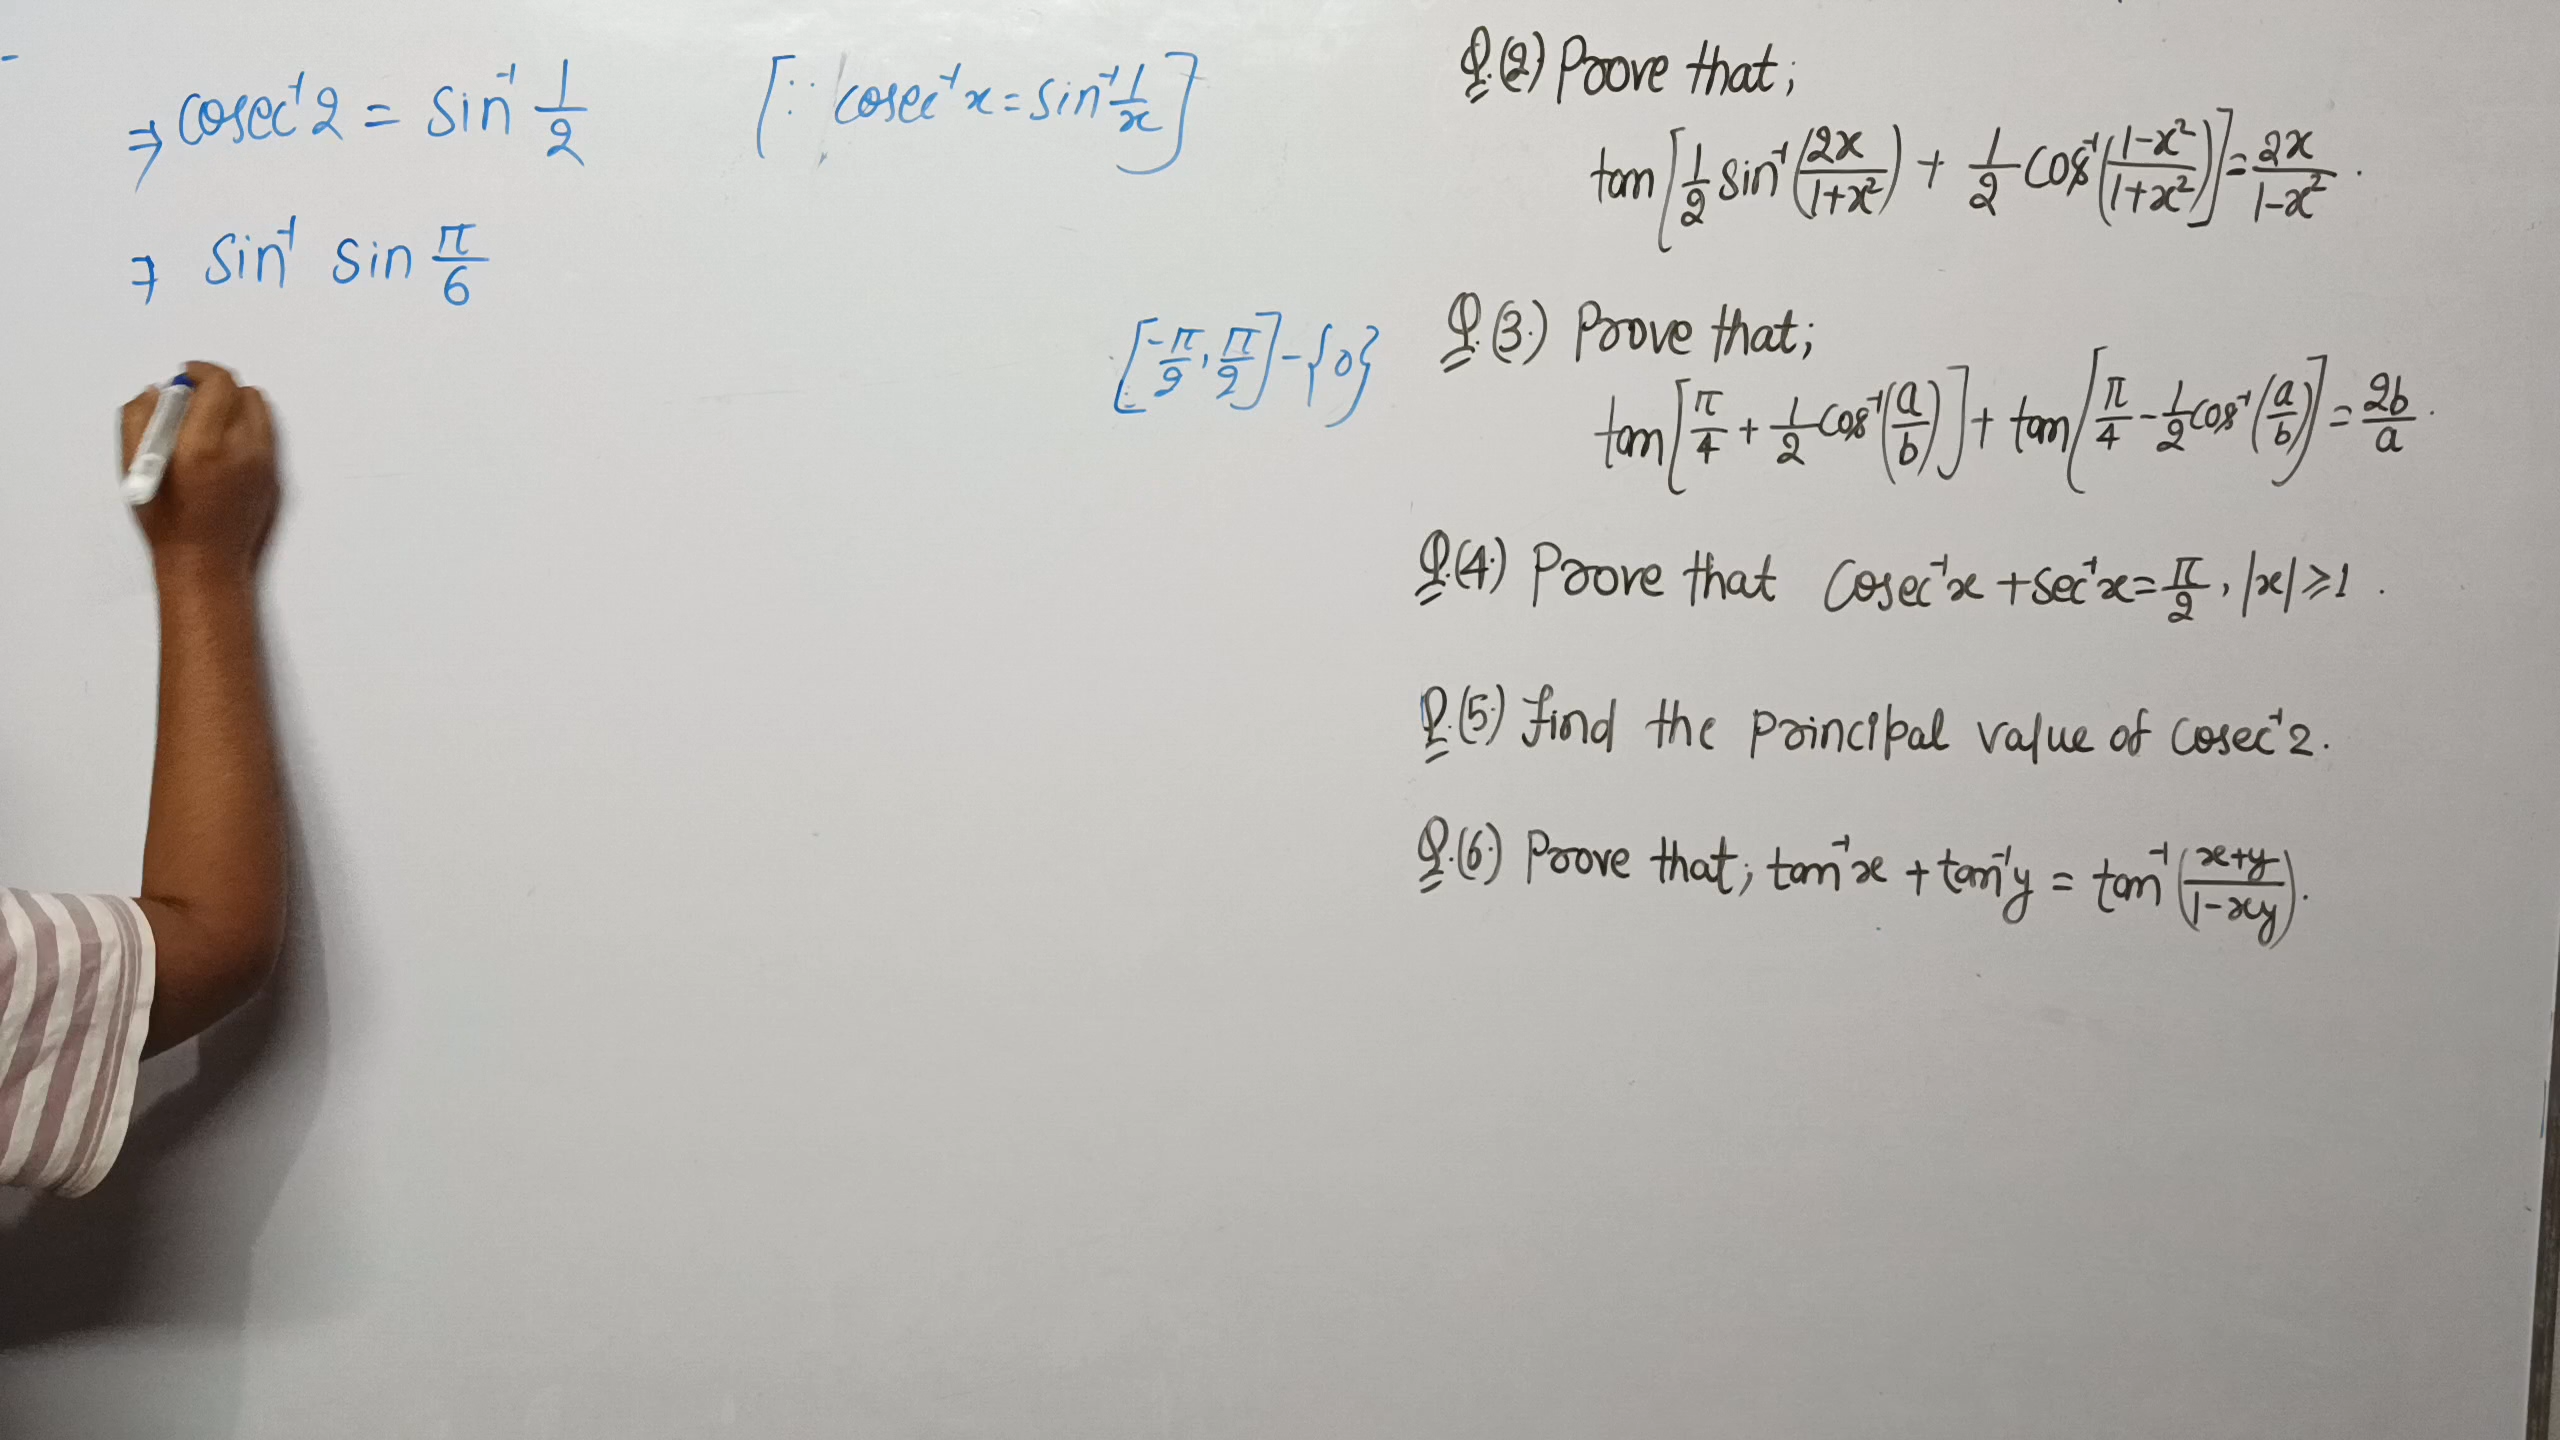 ⇒ cosec⁻¹2 = sin⁻¹ 1/2 [∵ cosec⁻¹x = sin⁻¹ 1/x]
⇒ sin⁻¹ sin π/6
[-π/2, π/2] - {0}
Q.(2) Prove that;
tan[1/2 sin⁻¹(2x/1+x²) + 1/2 cos⁻¹(1-x²/1+x²)] = 2x/1-x².
Q.(3.) Prove that;
tan[π/4 + 1/2 cos⁻¹(a/b)] + tan[π/4 - 1/2 cos⁻¹(a/b)] = 2b/a.
Q.(4.) Prove that cosec⁻¹x + sec⁻¹x = π/2, |x| ≥ 1.
Q.(5.) find the principal value of cosec⁻¹2.
Q.(6.) Prove that; tan⁻¹x + tan⁻¹y = tan⁻¹(x+y/1-xy).